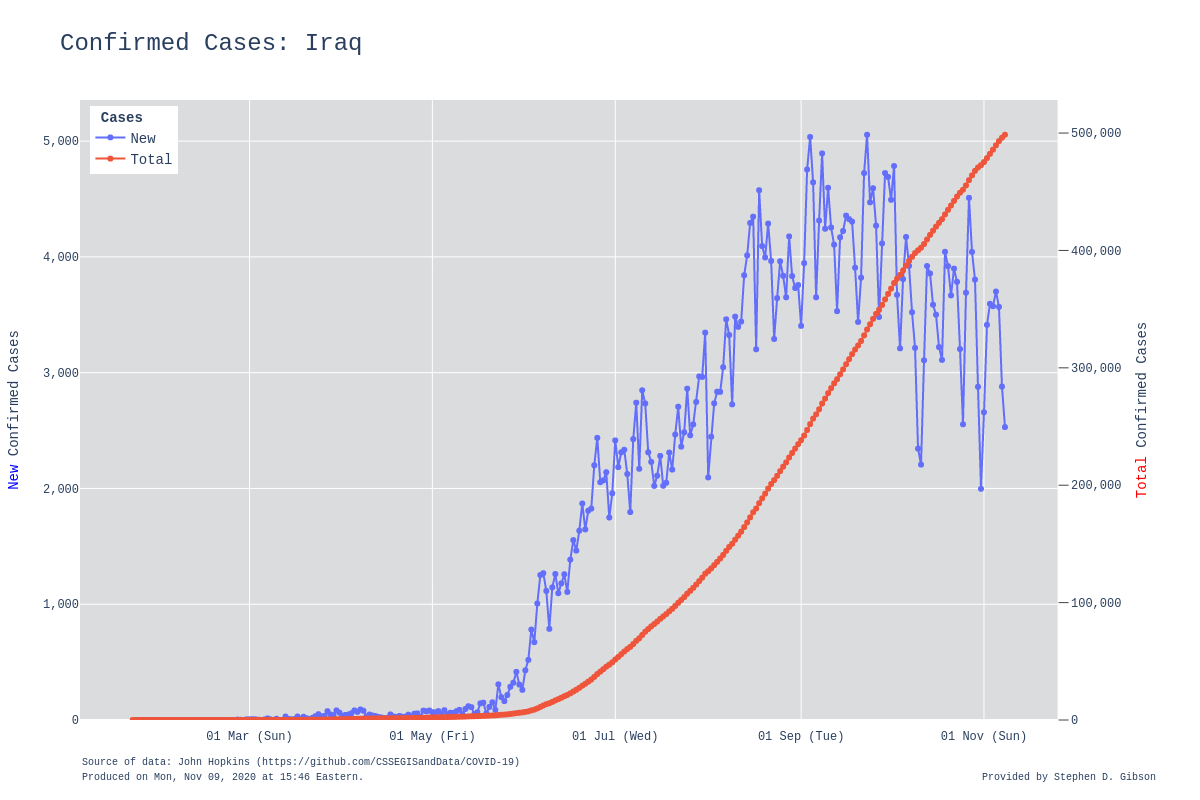 Confirmed Cases: Iraq
Cases
New
Total
5,000
4,000
3,000
2,000
1,000
0
500,000
400,000
300,000
200,000
100,000
0
New Confirmed Cases
Total Confirmed Cases
01 Mar (Sun) 01 May (Fri) 01 Jul (Wed) 01 Sep (Tue) 01 Nov (Sun)
Source of data: John Hopkins (https://github.com/CSSEGISandData/COVID-19)
Produced on Mon, Nov 09, 2020 at 15:46 Eastern.
Provided by Stephen D. Gibson